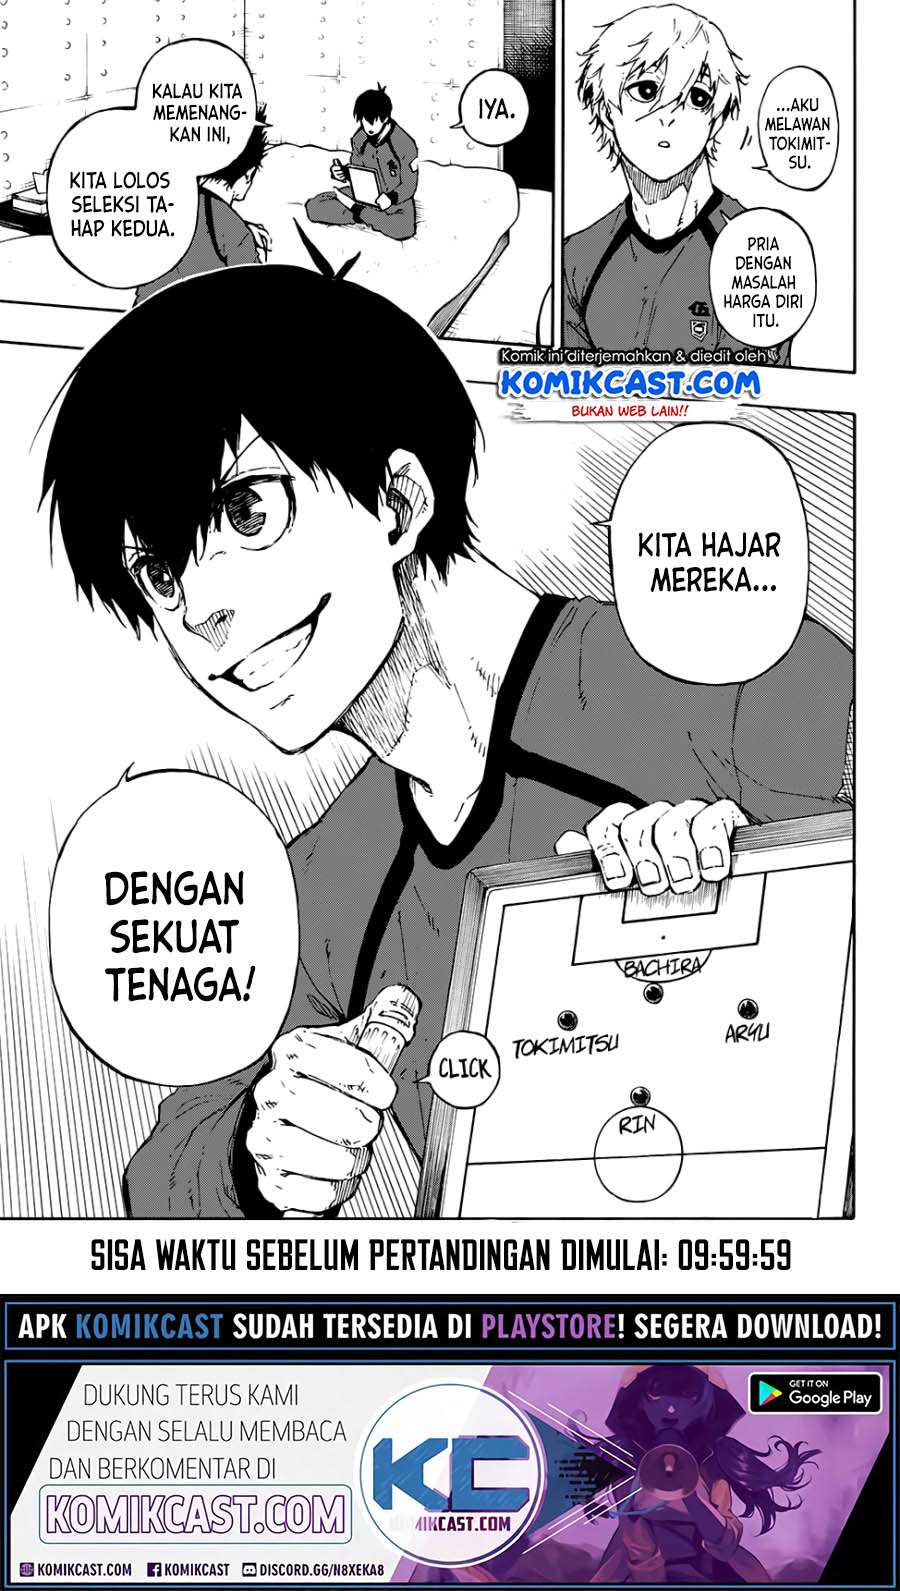 ...AKU
MELAWAN
TOKIMIT-
SU.
PRIA
DENGAN
MASALAH
HARGA DIRI
ITU.
IYA.
KALAU KITA
MEMENANG-
KAN INI,
KITA LOLOS
SELEKSI TA-
HAP KEDUA.
Komik ini diterjemahkan & diedit oleh
KOMIKCAST.COM
BUKAN WEB LAIN!!
KITA HAJAR
MEREKA...
DENGAN
SEKUAT
TENAGA!
CLICK
BACHIRA
TOKIMITSU
ARYU
RIN
SISA WAKTU SEBELUM PERTANDINGAN DIMULAI: 09:59:59
APK KOMIKCAST SUDAH TERSEDIA DI PLAYSTORE! SEGERA DOWNLOAD!
DUKUNG TERUS KAMI
DENGAN SELALU MEMBACA
DAN BERKOMENTAR DI
KOMIKCAST.COM
KC
KOMIKCAST.COM
GET IT ON
Google Play
KOMIKCAST.COM KOMIKCAST DISCORD.GG/N8XEKA8